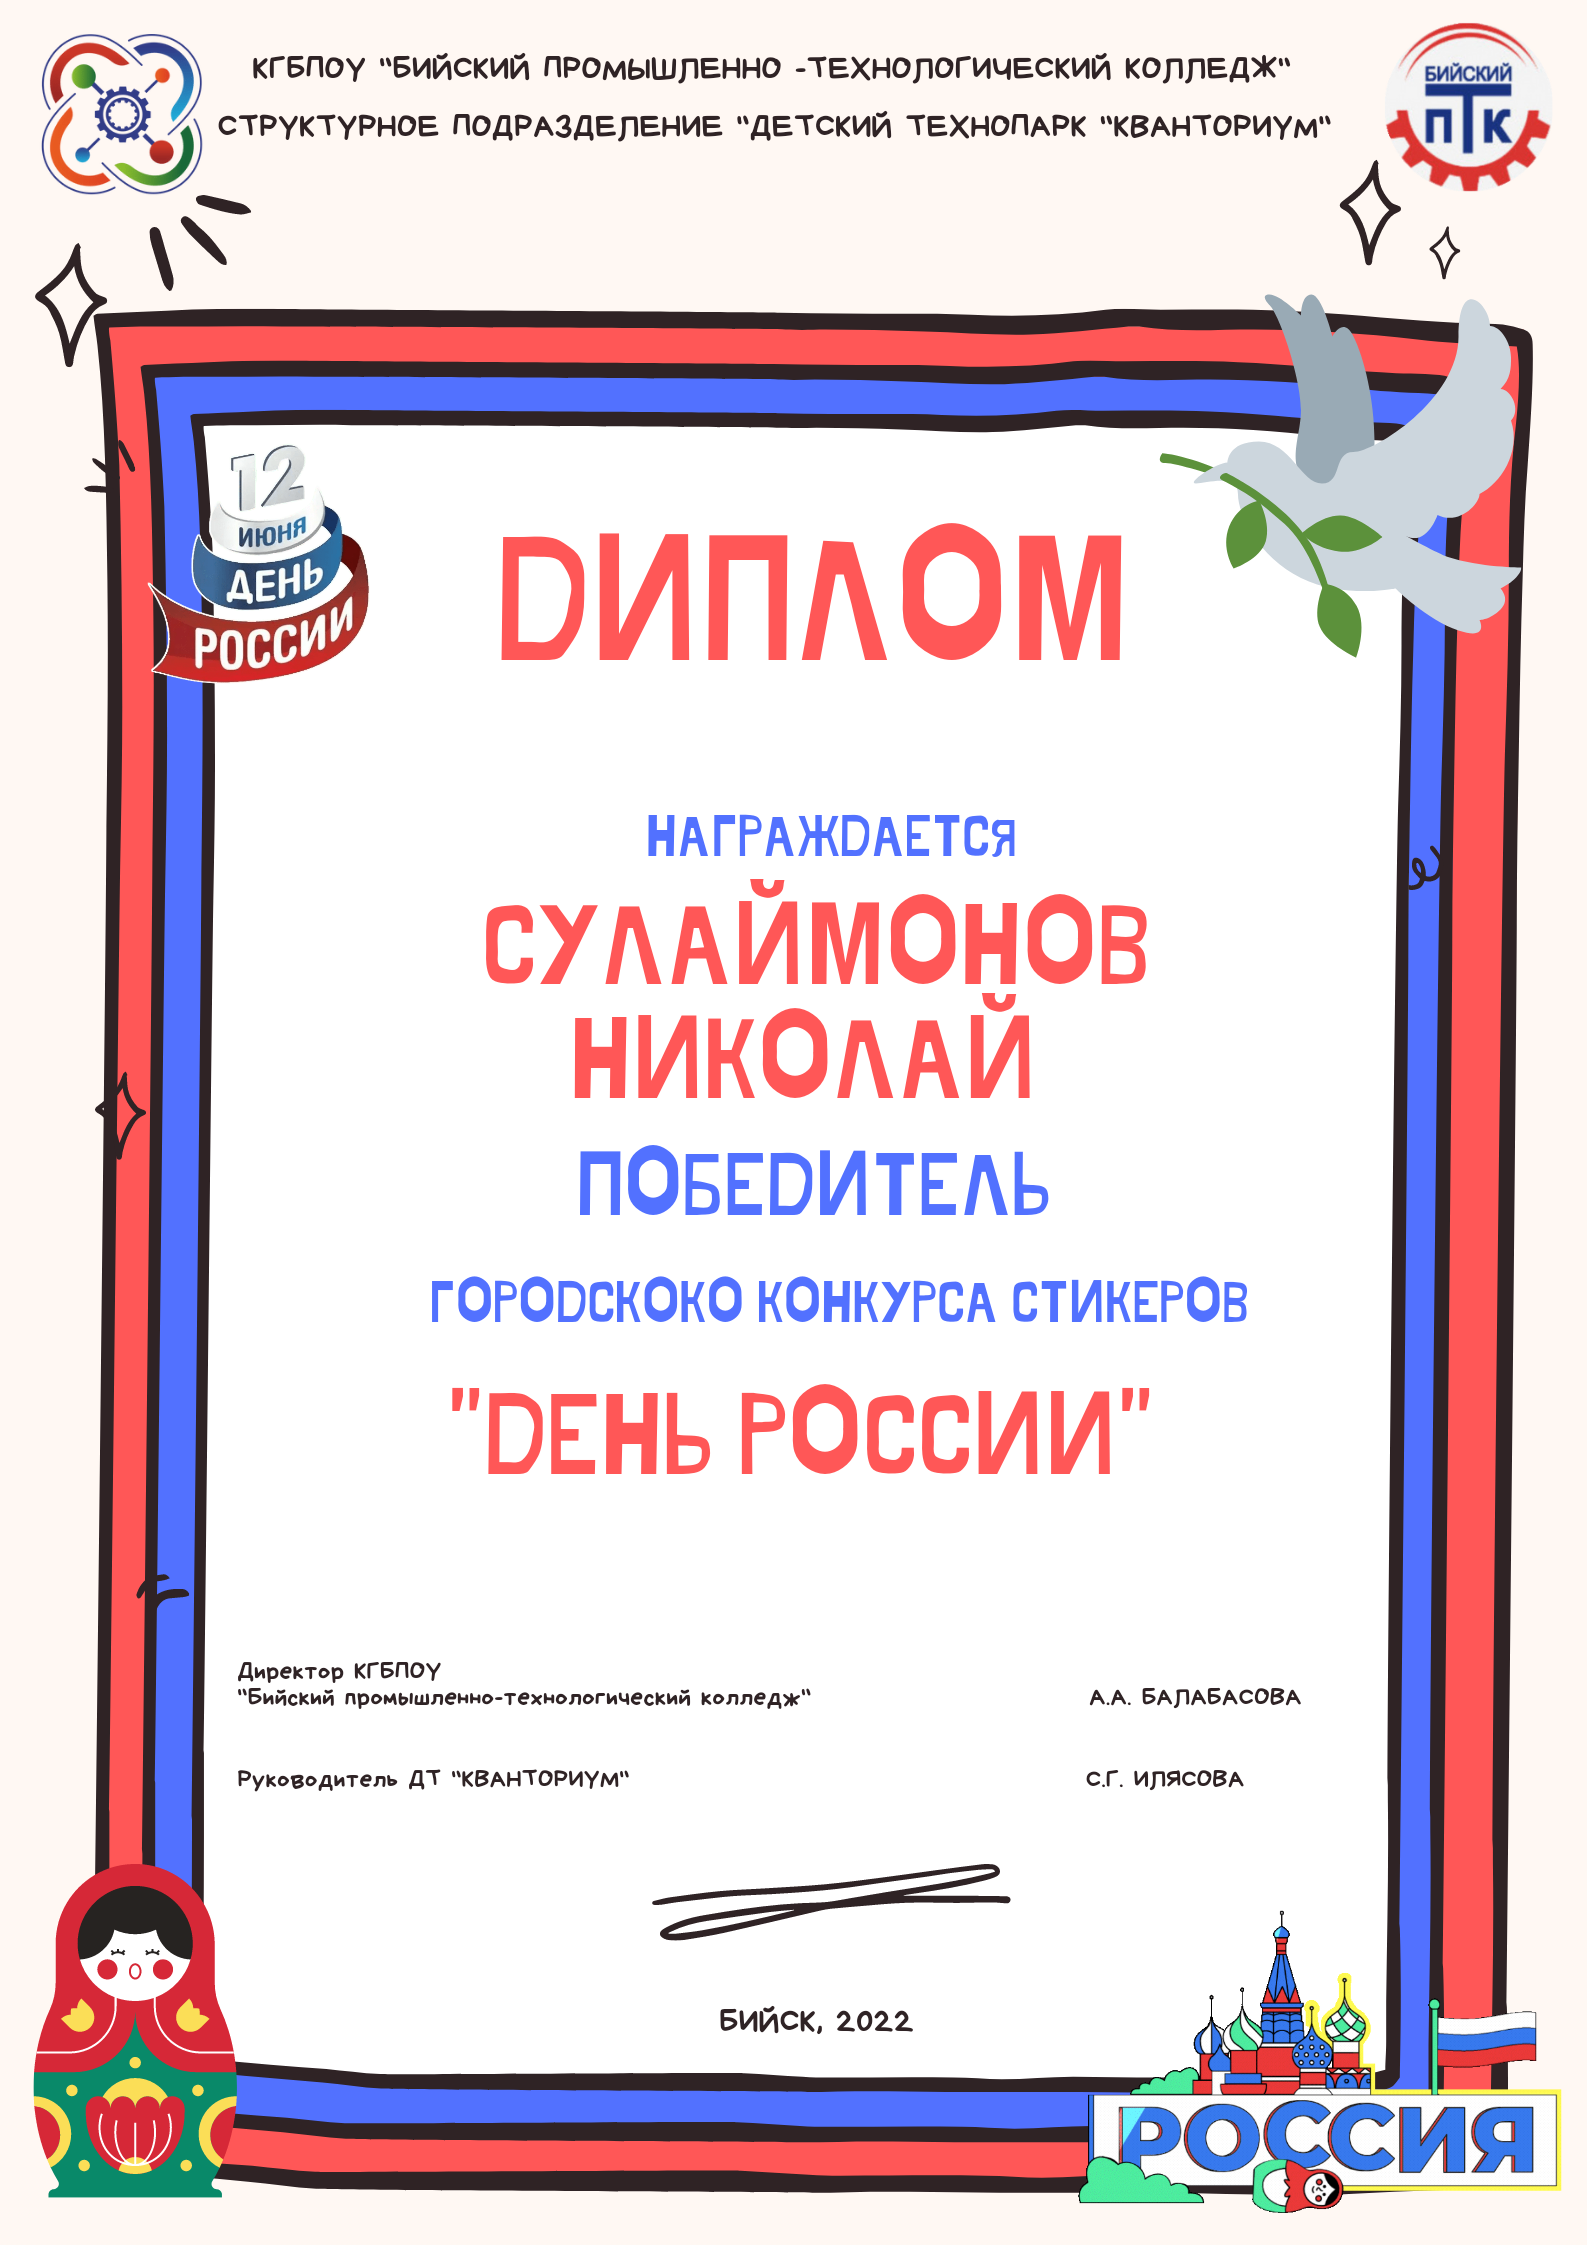 КГБПОУ "БИЙСКИЙ ПРОМЫШЛЕННО -ТЕХНОЛОГИЧЕСКИЙ КОЛЛЕДЖ"
СТРУКТУРНОЕ ПОДРАЗДЕЛЕНИЕ "ДЕТСКИЙ ТЕХНОПАРК "КВАНТОРИУМ"
БИЙСКИЙ
ПТК
12
ИЮНЯ
ДЕНЬ
РОССИИ
ДИПЛОМ
НАГРАЖДАЕТСЯ
СУЛАЙМОНОВ
НИКОЛАЙ
ПОБЕДИТЕЛЬ
ГОРОДСКОКО КОНКУРСА СТИКЕРОВ
"ДЕНЬ РОССИИ"
Директор КГБПОУ
"Бийский промышленно-технологический колледж" А.А. БАЛАБАСОВА
Руководитель ДТ "КВАНТОРИУМ" С.Г. ИЛЯСОВА
БИЙСК, 2022
РОССИЯ